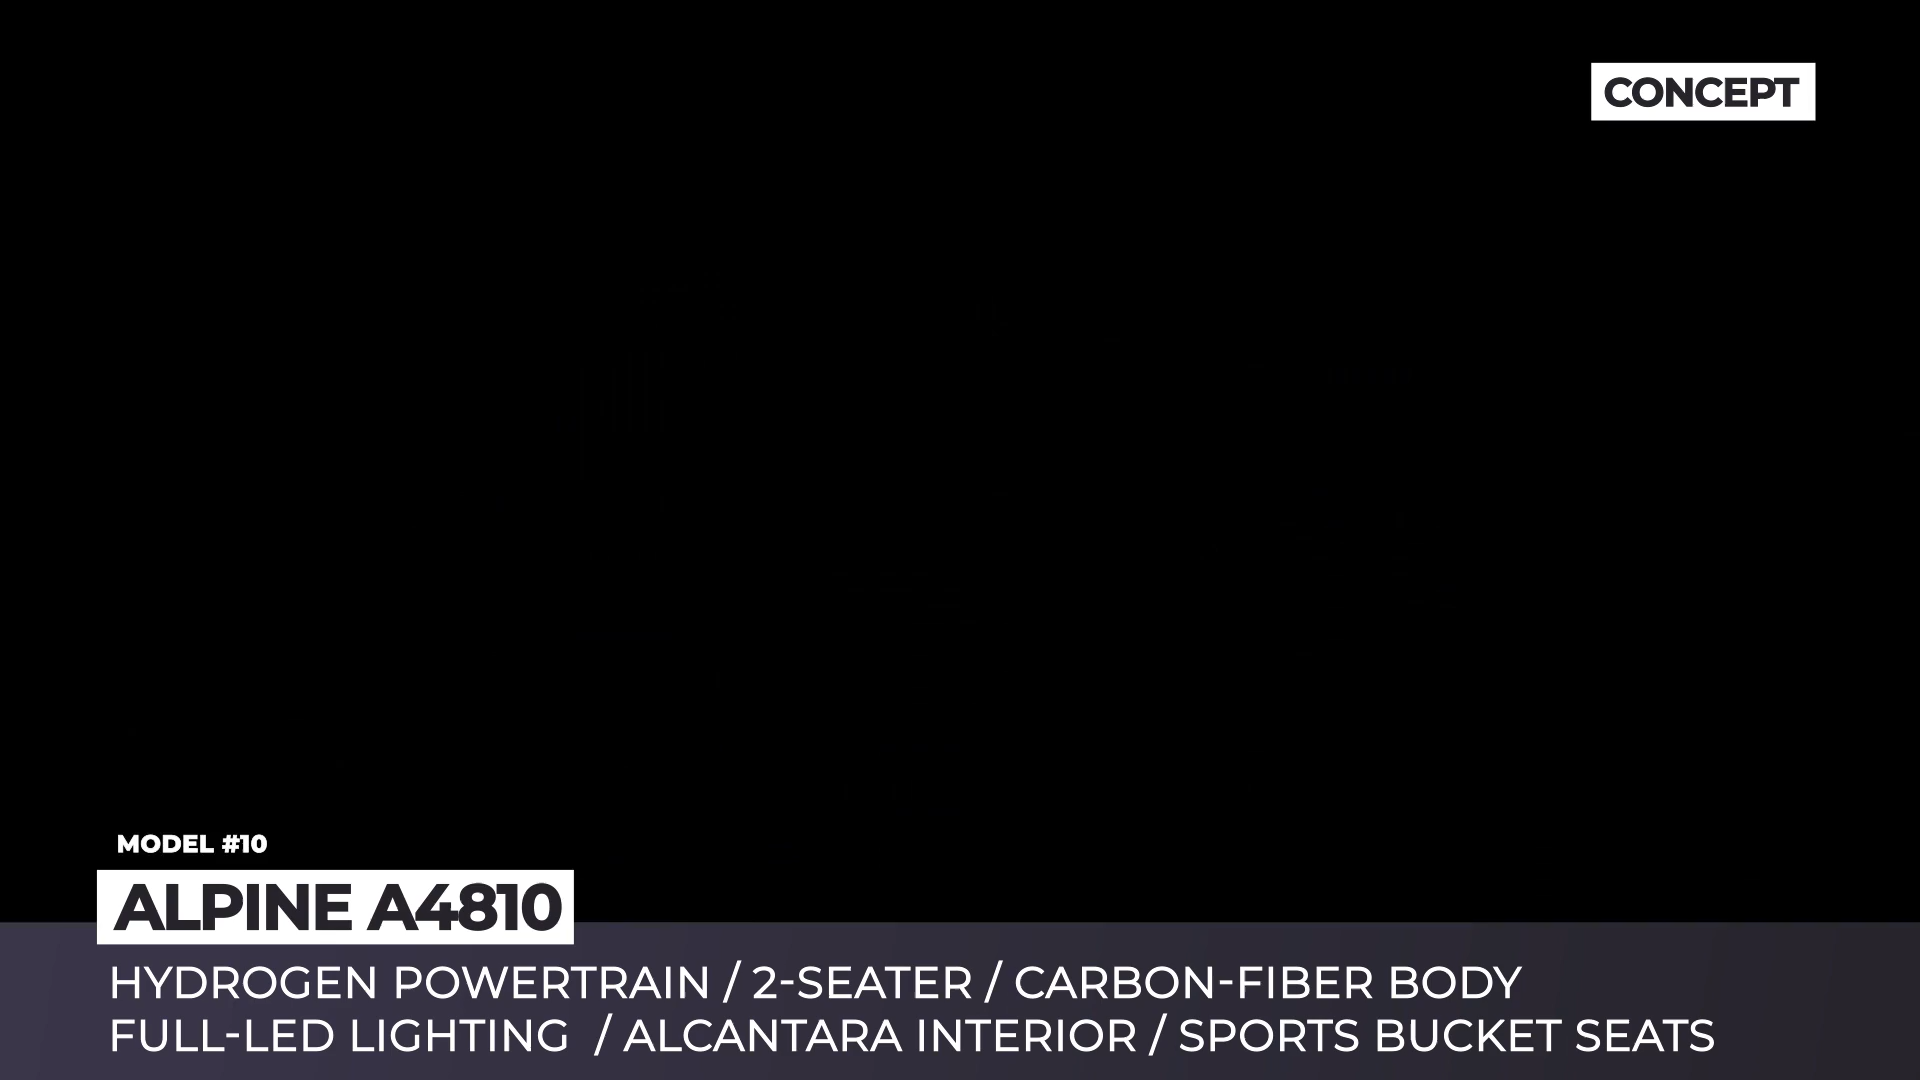 CONCEPT
MODEL #10
ALPINE A4810
HYDROGEN POWERTRAIN / 2-SEATER / CARBON-FIBER BODY
FULL-LED LIGHTING / ALCANTARA INTERIOR / SPORTS BUCKET SEATS